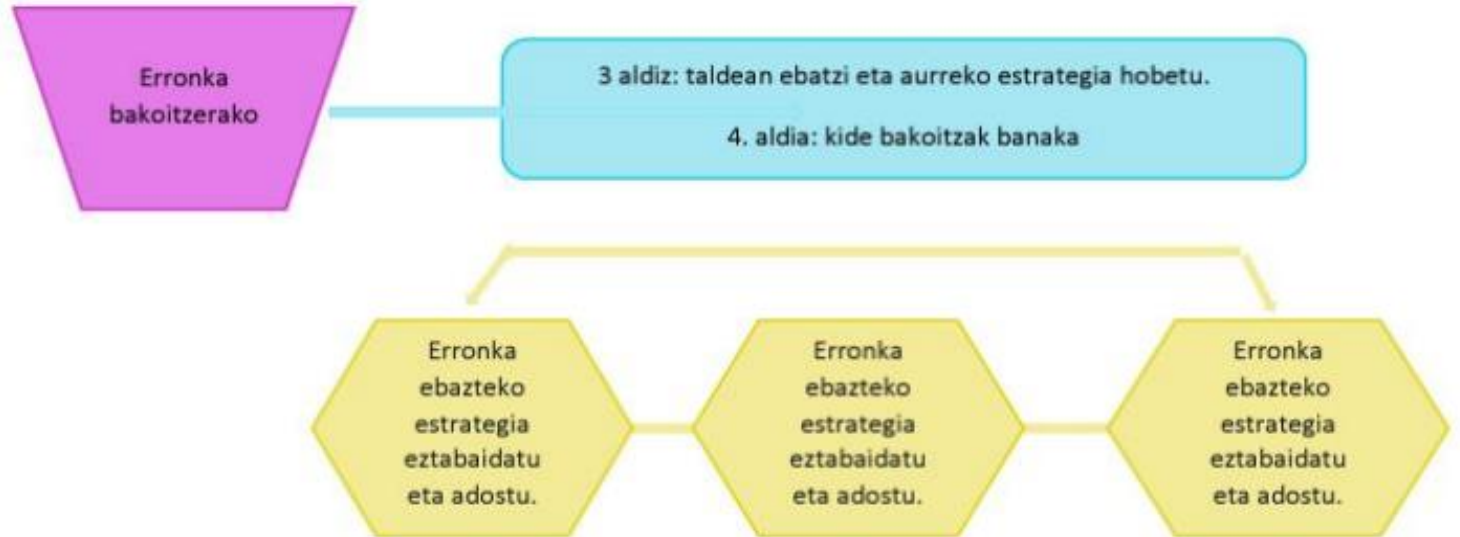 Erronka
bakoitzerako
3 aldiz: taldean ebatzi eta aurreko estrategia hobetu.
4. aldia: kide bakoitzak banaka
Erronka
ebazteko
estrategia
eztabaidatu
eta adostu.
Erronka
ebazteko
estrategia
eztabaidatu
eta adostu.
Erronka
ebazteko
estrategia
eztabaidatu
eta adostu.